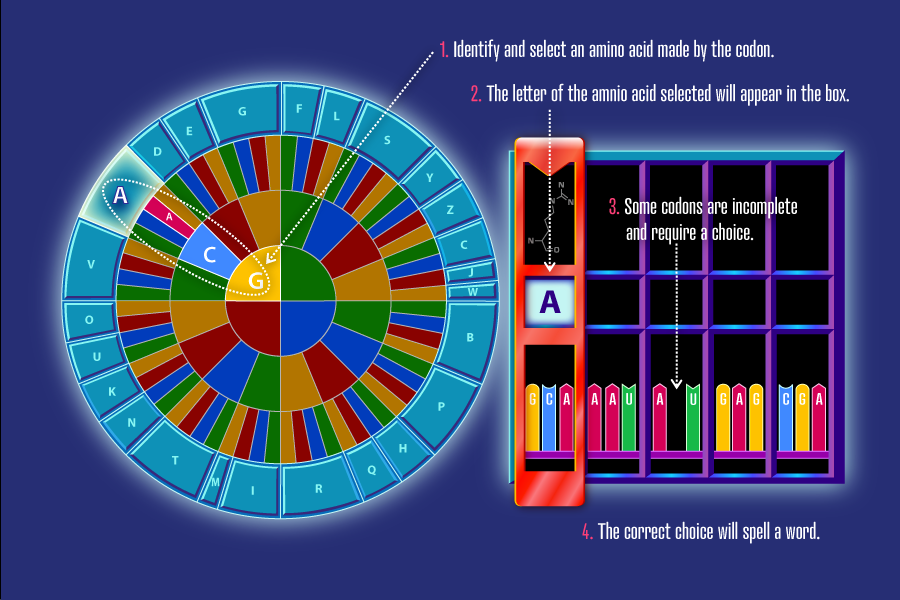 1. Identify and select an amino acid made by the codon.
2. The letter of the amnio acid selected will appear in the box.
3. Some codons are incomplete
and require a choice.
4. The correct choice will spell a word.
G
F
L
S
Y
Z
C
J
W
B
P
H
Q
R
I
M
T
N
K
U
O
V
A
D
E
A
C
G
N
N
N
N
O
A
G C A
A A U
A U
G A G
C G A